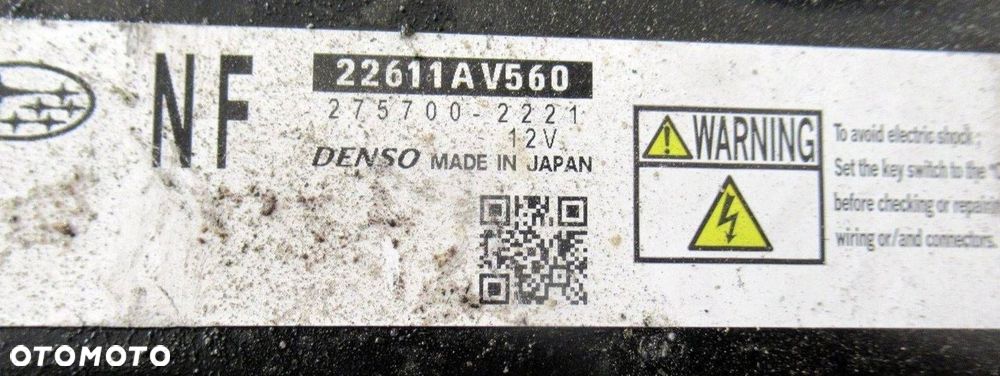 NF
22611AV560
275700-2221
12V
DENSO MADE IN JAPAN
WARNING
To avoid electric shock ;
Set the key switch to the
before checking or
wiring or/and connectors.
OTOMOTO